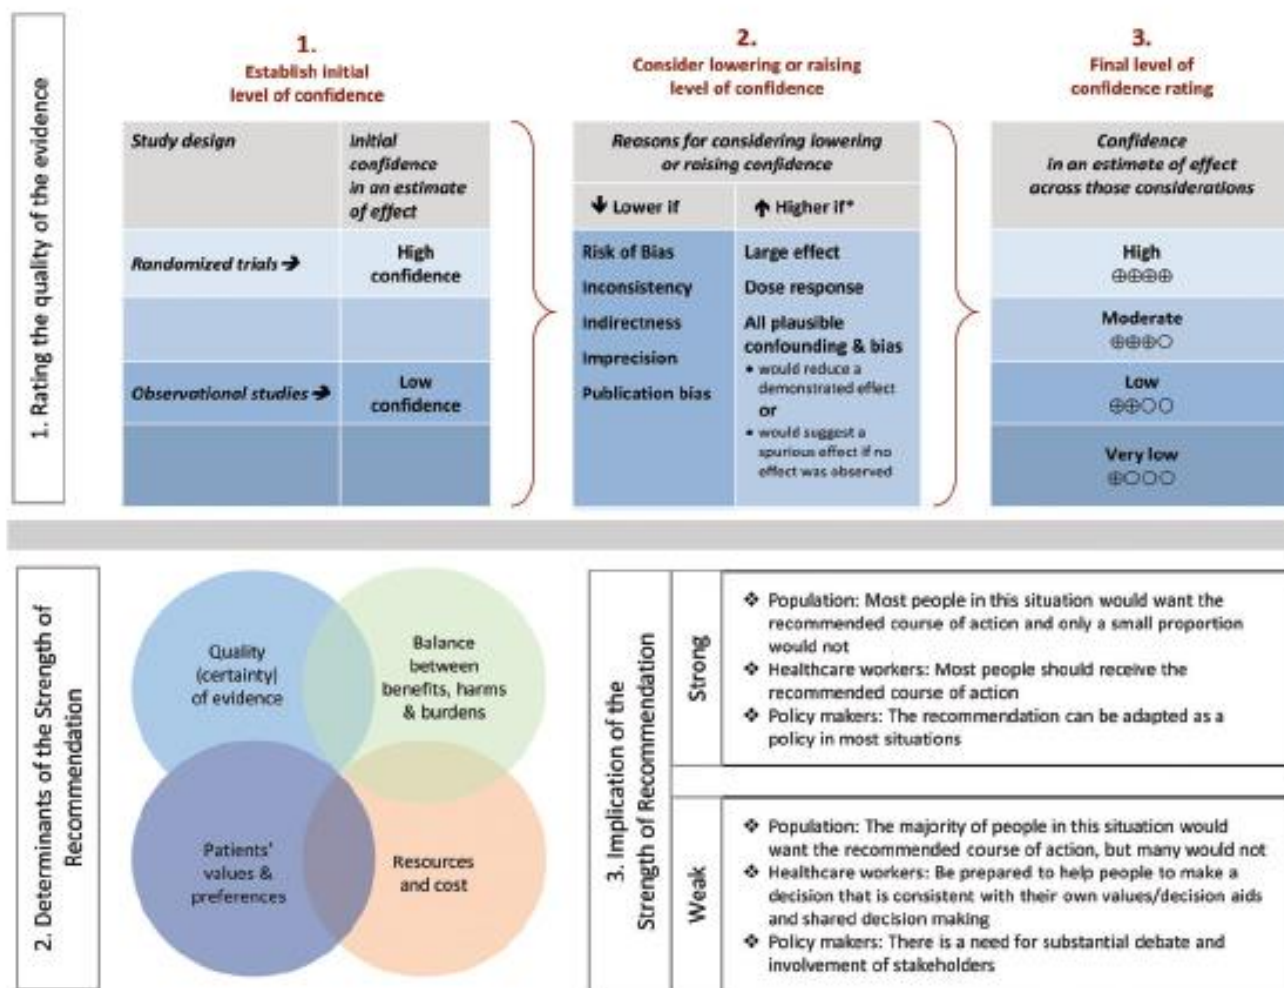 1. Rating the quality of the evidence
1.
Establish initial
level of confidence
Study design
Initial
confidence
in an estimate
of effect
Randomized trials ➔
High
confidence
Observational studies ➔
Low
confidence
2.
Consider lowering or raising
level of confidence
Reasons for considering lowering
or raising confidence
🡇 Lower if
🡅 Higher if*
Risk of Bias
Inconsistency
Indirectness
Imprecision
Publication bias
Large effect
Dose response
All plausible
confounding & bias
• would reduce a
demonstrated effect
or
• would suggest a
spurious effect if no
effect was observed
3.
Final level of
confidence rating
Confidence
in an estimate of effect
across those considerations
High
⊕⊕⊕⊕
Moderate
⊕⊕⊕○
Low
⊕⊕○○
Very low
⊕○○○
2. Determinants of the Strength of
Recommendation
Quality
(certainty)
of evidence
Balance
between
benefits, harms
& burdens
Patients'
values &
preferences
Resources
and cost
3. Implication of the
Strength of Recommendation
Strong
❖ Population: Most people in this situation would want the
recommended course of action and only a small proportion
would not
❖ Healthcare workers: Most people should receive the
recommended course of action
❖ Policy makers: The recommendation can be adapted as a
policy in most situations
Weak
❖ Population: The majority of people in this situation would
want the recommended course of action, but many would not
❖ Healthcare workers: Be prepared to help people to make a
decision that is consistent with their own values/decision aids
and shared decision making
❖ Policy makers: There is a need for substantial debate and
involvement of stakeholders